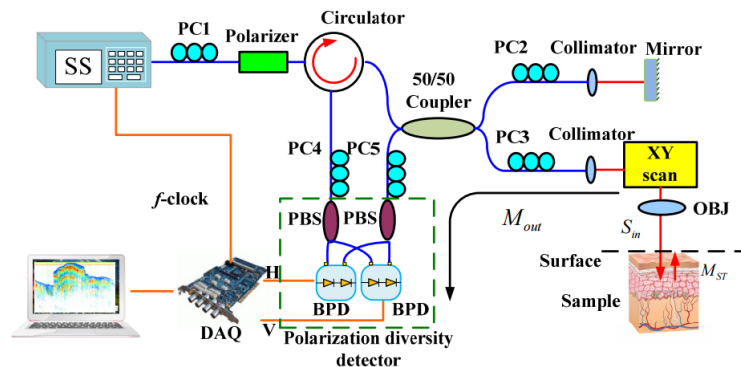 Circulator
PC1
Polarizer
PC2
Collimator
Mirror
SS
50/50
Coupler
PC3
Collimator
XY
scan
PC4
PC5
f-clock
PBS
PBS
M_out
S_in
OBJ
Surface
M_ST
Sample
H
V
BPD
BPD
DAQ
Polarization diversity
detector